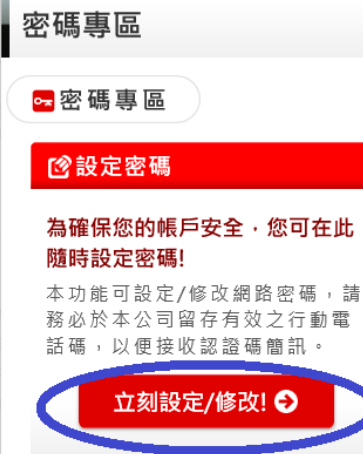 密碼專區
密碼專區
設定密碼
為確保您的帳戶安全，您可在此
隨時設定密碼!
本功能可設定/修改網路密碼，請
務必於本公司留存有效之行動電
話碼，以便接收認證碼簡訊。
立刻設定/修改!